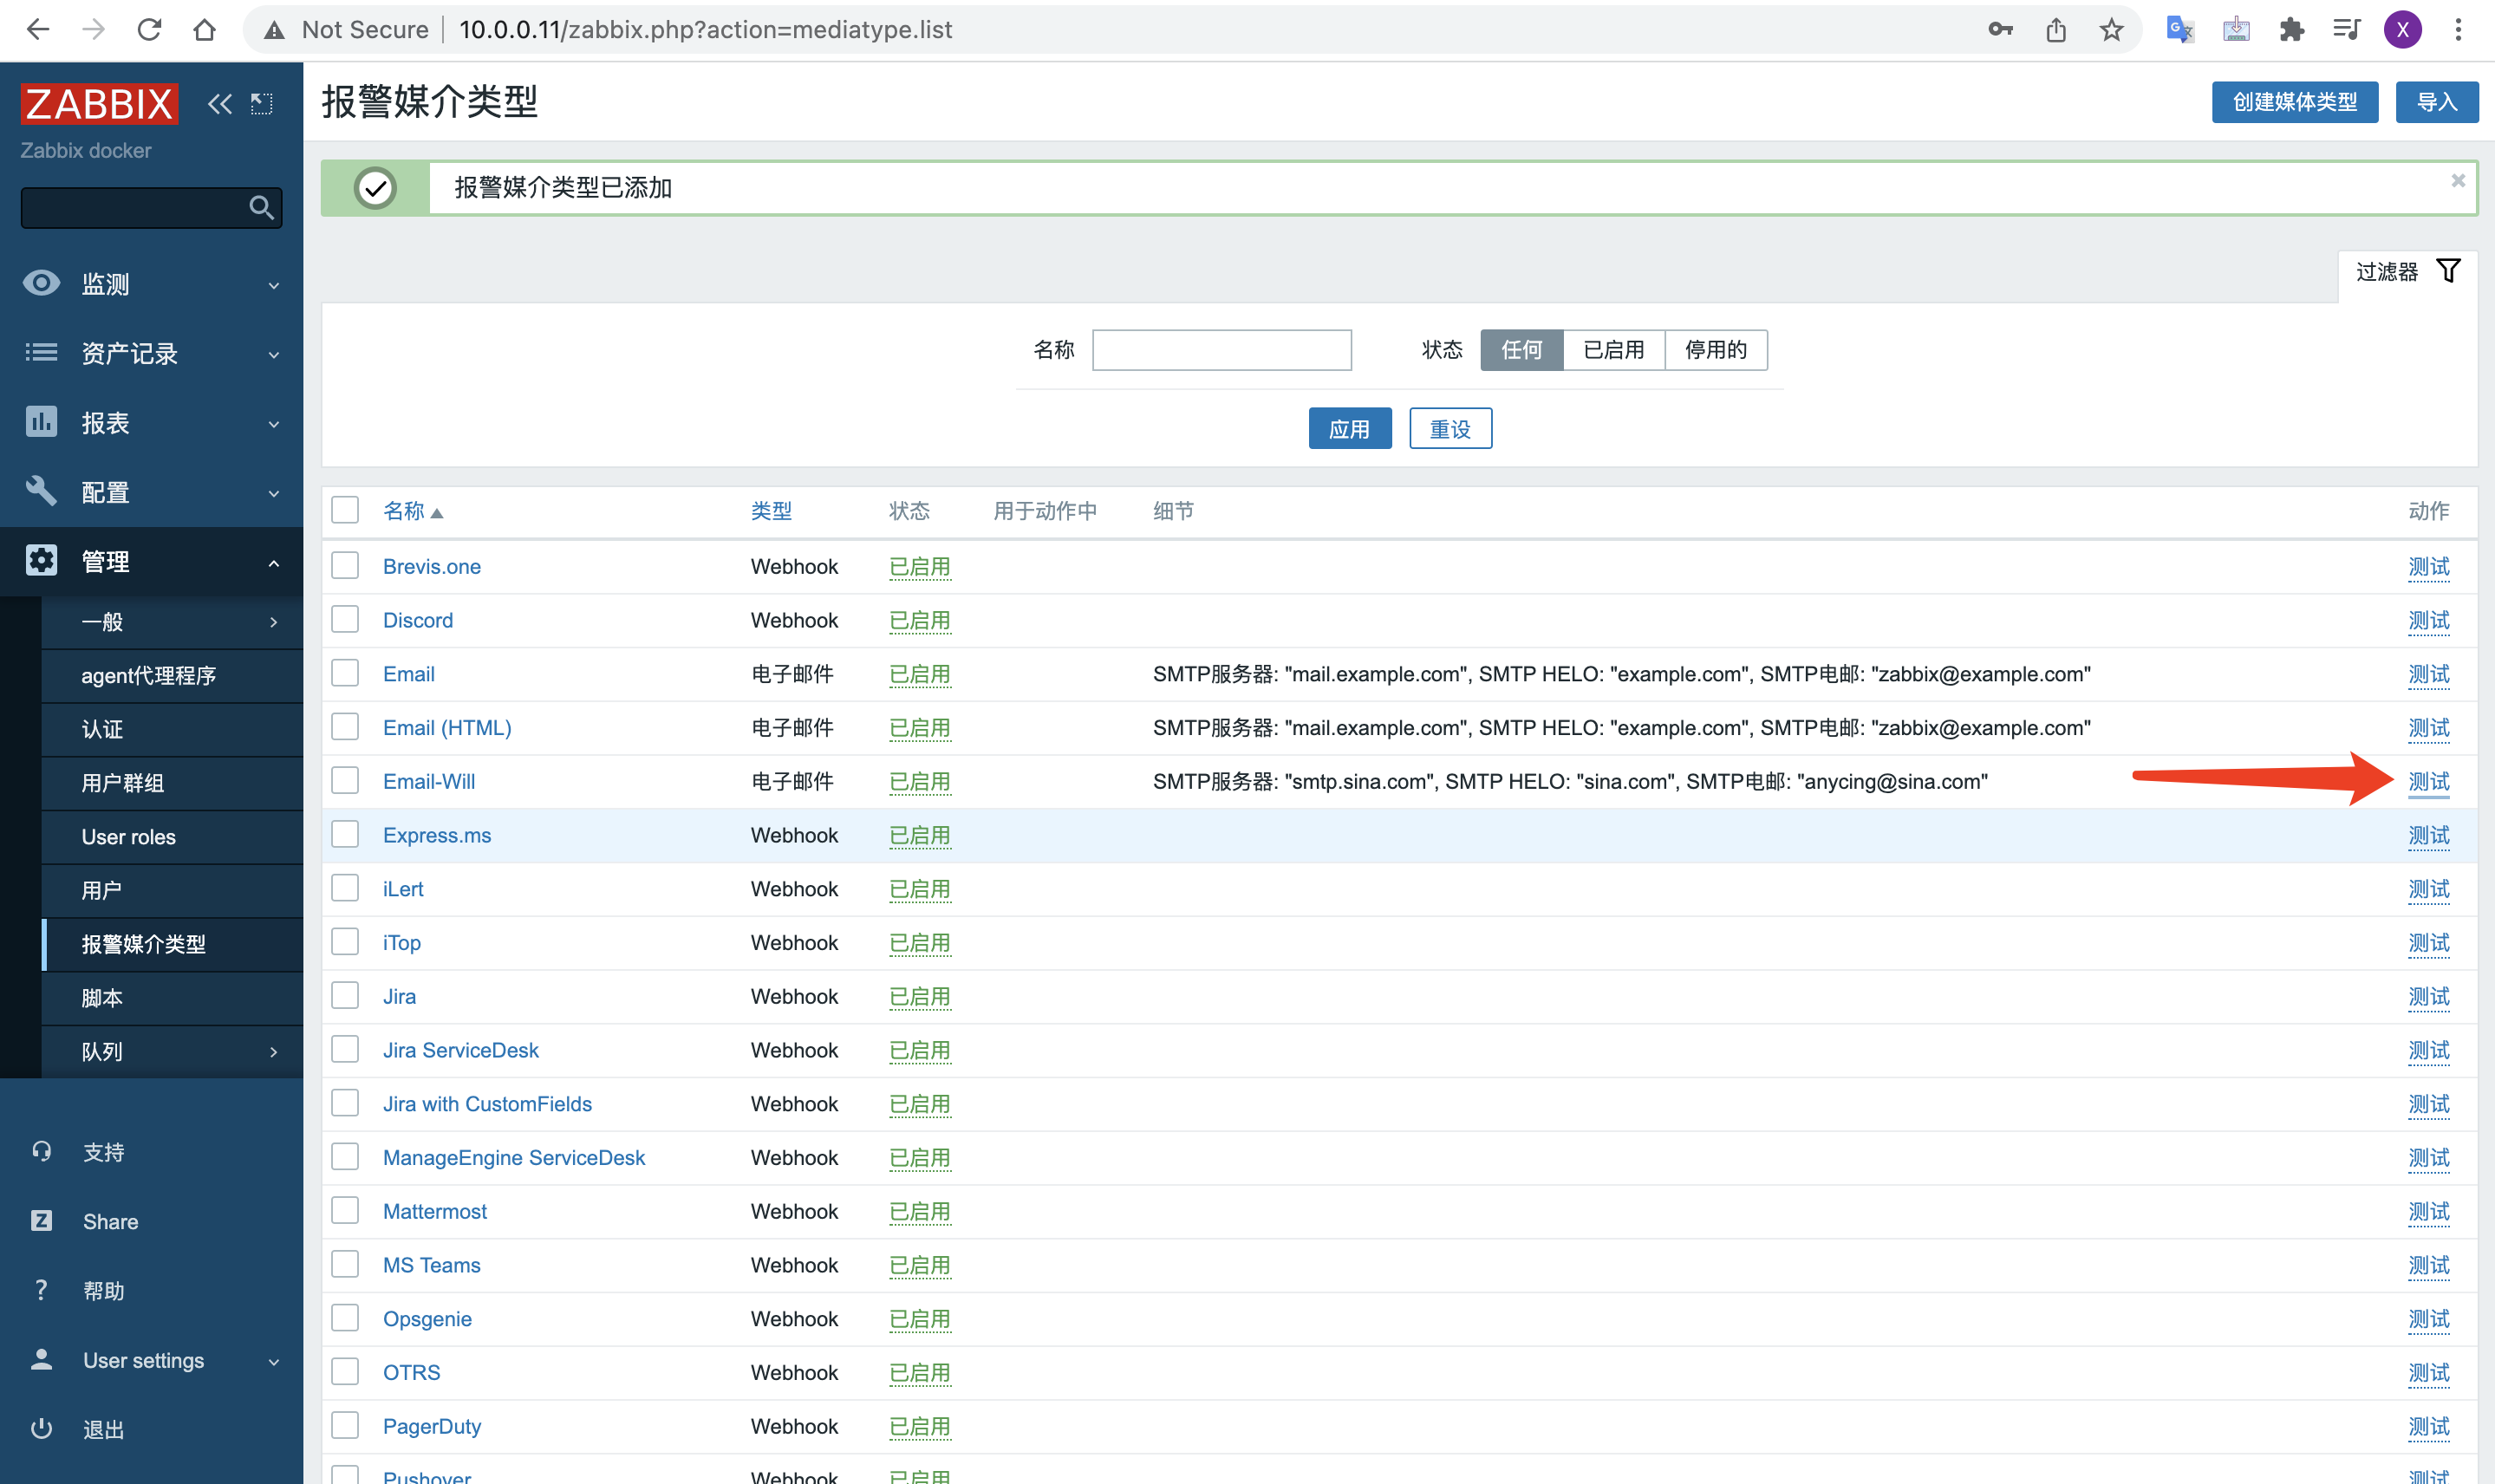 Not Secure 10.0.0.11/zabbix.php?action=mediatype.list
X
ZABBIX
Zabbix docker
监测
资产记录
报表
配置
管理
一般
agent代理程序
认证
用户群组
User roles
用户
报警媒介类型
脚本
队列
支持
Share
帮助
User settings
退出
报警媒介类型
创建媒体类型 导入
报警媒介类型已添加
过滤器
名称 状态 任何 已启用 停用的
应用 重设
名称 类型 状态 用于动作中 细节 动作
Brevis.one Webhook 已启用 测试
Discord Webhook 已启用 测试
Email 电子邮件 已启用 SMTP服务器: "mail.example.com", SMTP HELO: "example.com", SMTP电邮: "zabbix@example.com" 测试
Email (HTML) 电子邮件 已启用 SMTP服务器: "mail.example.com", SMTP HELO: "example.com", SMTP电邮: "zabbix@example.com" 测试
Email-Will 电子邮件 已启用 SMTP服务器: "smtp.sina.com", SMTP HELO: "sina.com", SMTP电邮: "anycing@sina.com" 测试
Express.ms Webhook 已启用 测试
iLert Webhook 已启用 测试
iTop Webhook 已启用 测试
Jira Webhook 已启用 测试
Jira ServiceDesk Webhook 已启用 测试
Jira with CustomFields Webhook 已启用 测试
ManageEngine ServiceDesk Webhook 已启用 测试
Mattermost Webhook 已启用 测试
MS Teams Webhook 已启用 测试
Opsgenie Webhook 已启用 测试
OTRS Webhook 已启用 测试
PagerDuty Webhook 已启用 测试
Pushover Webhook 已启用 测试